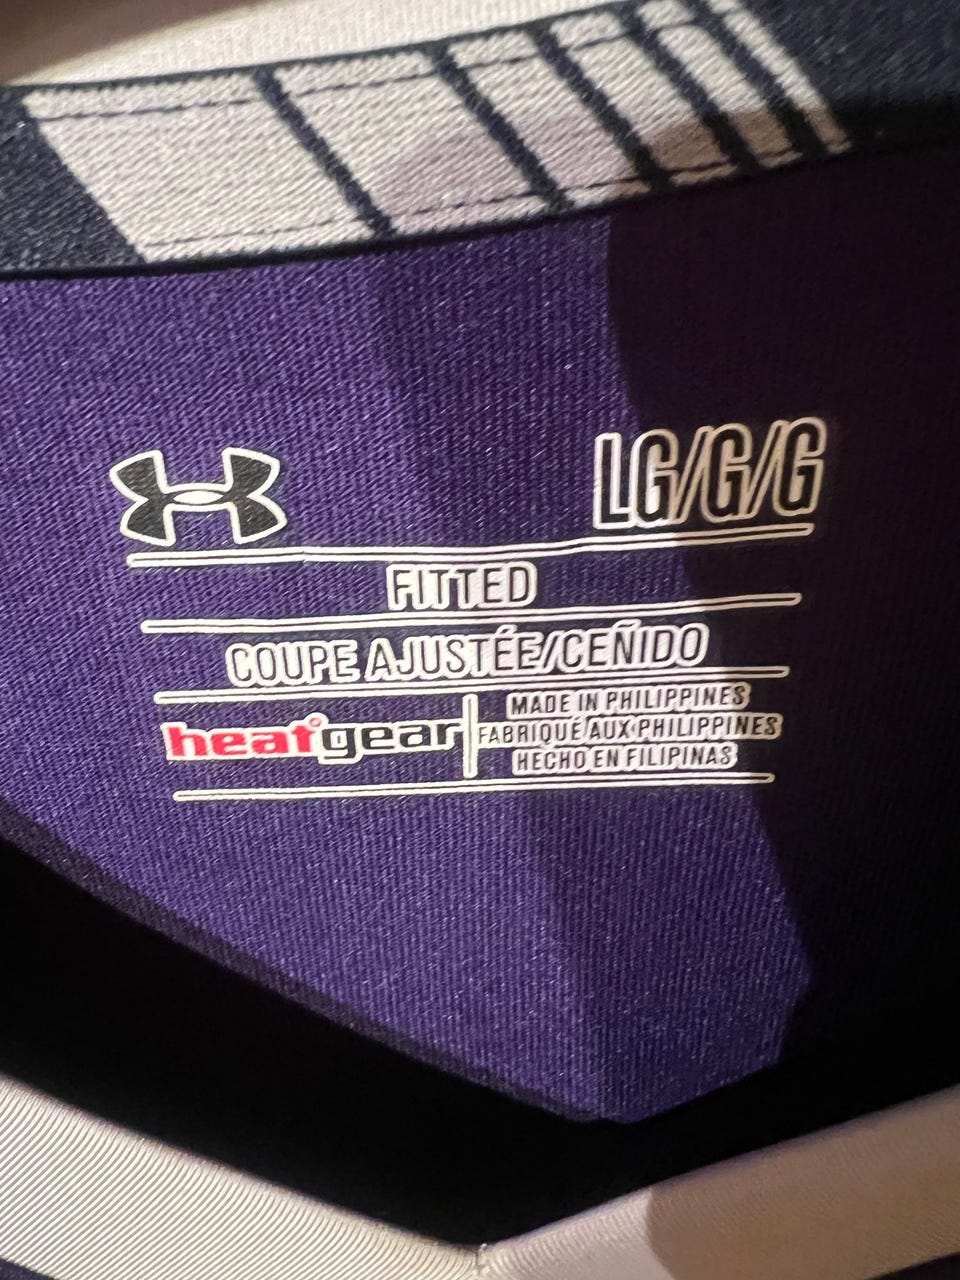 LG/G/G
FITTED
COUPE AJUSTÉE/CEÑIDO
heatgear
MADE IN PHILIPPINES
FABRIQUÉ AUX PHILIPPINES
HECHO EN FILIPINAS